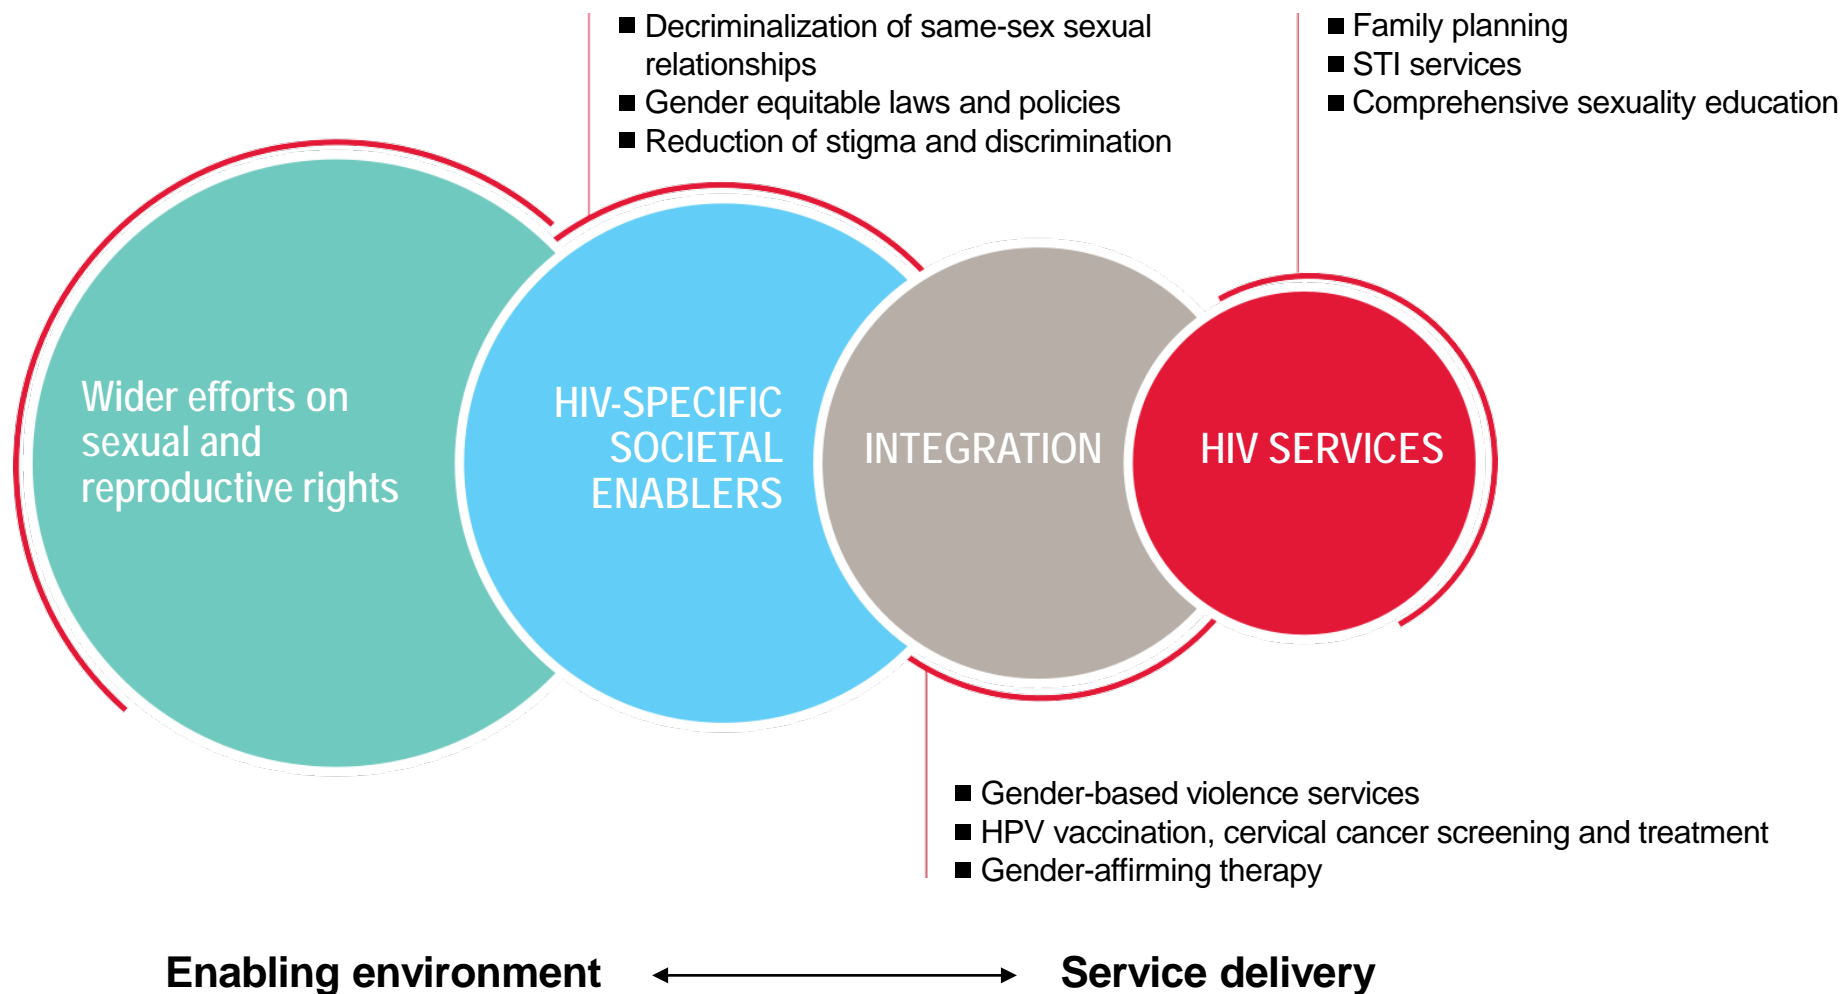 ■ Decriminalization of same-sex sexual
relationships
■ Gender equitable laws and policies
■ Reduction of stigma and discrimination
■ Family planning
■ STI services
■ Comprehensive sexuality education
Wider efforts on
sexual and
reproductive rights
HIV-SPECIFIC
SOCIETAL
ENABLERS
INTEGRATION
HIV SERVICES
■ Gender-based violence services
■ HPV vaccination, cervical cancer screening and treatment
■ Gender-affirming therapy
Enabling environment
Service delivery